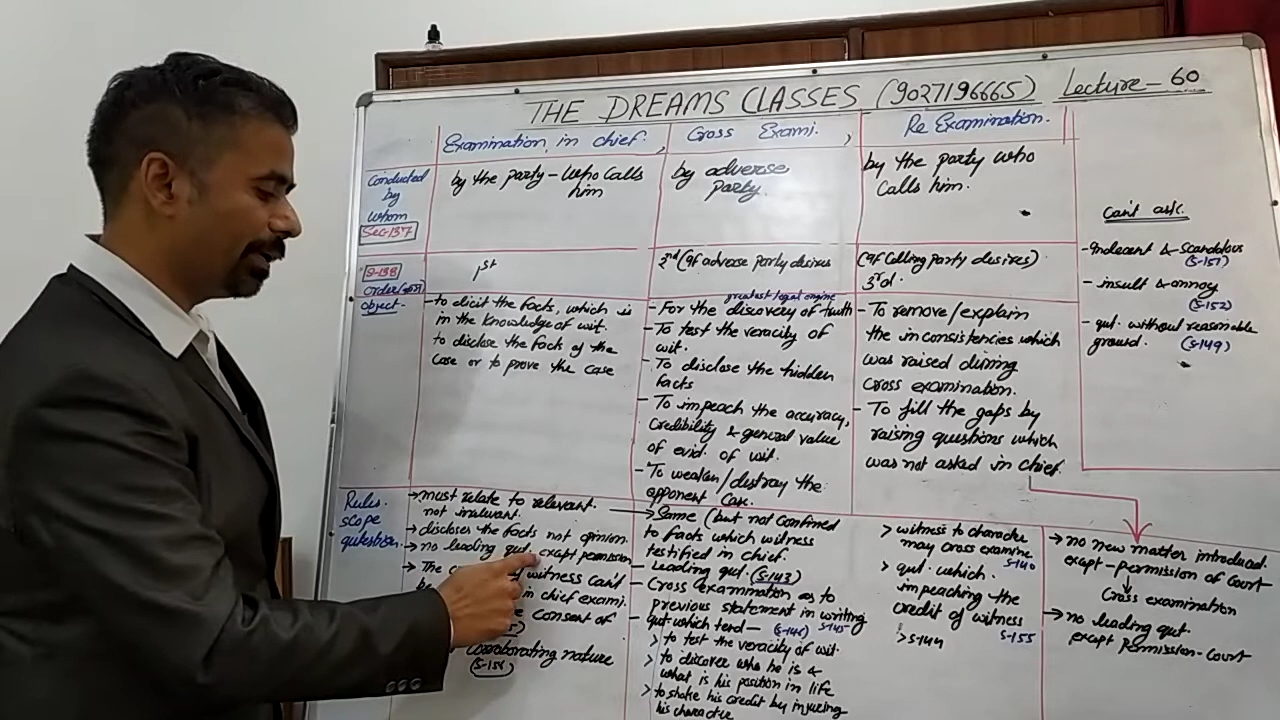 THE DREAMS CLASSES (9027196665) Lecture-60
Examination in chief,
Cross Exami.,
Re Examination.
Conducted
by
whom
Sec-137
by the party-who calls
him
by adverse
party.
by the party who
Calls him.
S-138
order
1st
2nd (if adverse party desires
(if Calling party desires)
3rd.
object-
-to elicit the facts, which is
in the knowledge of wit.
to disclose the facts of the
case or to prove the case
greatest legal engine
-For the discovery of truth
-To test the veracity of
wit.
-To disclose the hidden
facts
-To impeach the accuracy,
credibility & general value
of evid. of wit.
-To weaken/destroy the
opponent Case.
-To remove/explain
the inconsistencies which
was raised during
cross examination.
-To fill the gaps by
raising questions which
was not asked in chief.
can't ask.
-Indecent & Scandalous
(S-151)
-insult & annoy
(S-152)
-qut. without reasonable
ground. (S-149)
Rules.
scope
question.
→must relate to relevant.
not irrelevant.
→discloses the facts not opinion.
→no leading qut. exept permission
→The witness can't
in chief exami.
consent of
corroborating nature
(S-156)
→Same (but not confined
to facts which witness
testified in chief.
-Leading qut. (S-143)
-Cross examination as to
previous statement in writing
S-145
-qut which tend- (S-146)
>to test the veracity of wit.
>to discover who he is &
what is his position in life
>to shake his credit by injuring
his character
>witness to character
may cross examine
S-140
>qut. which.
impeaching the
credit of witness
S-155
>S-144
→no new matter introduced.
exept-permission of Court
↓
Cross examination
→no leading qut.
exept permission-Court